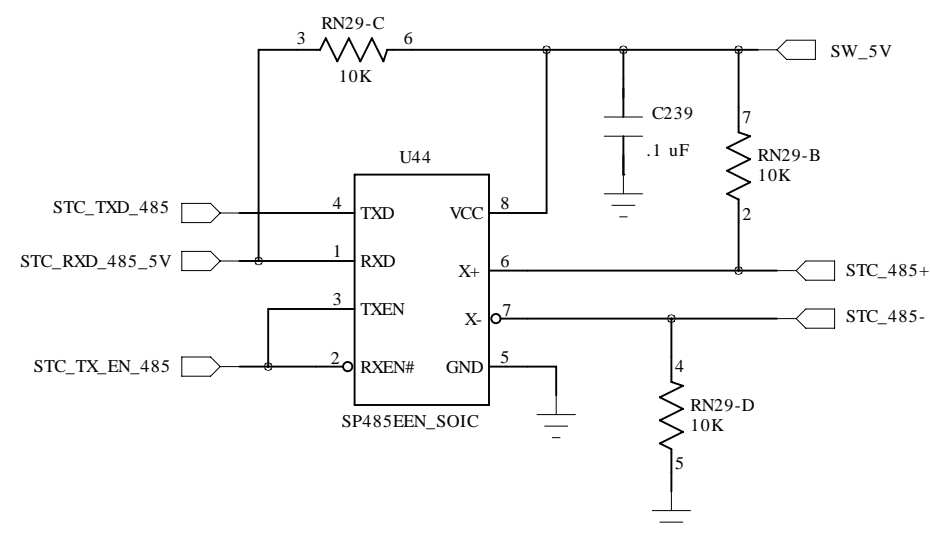 RN29-C
3 6
10K
SW_5V
C239
.1 uF
7
RN29-B
10K
2
U44
STC_TXD_485 4 TXD VCC 8
STC_RXD_485_5V 1 RXD
X+ 6 STC_485+
3 TXEN
X- 7 STC_485-
STC_TX_EN_485 2 RXEN# GND 5
SP485EEN_SOIC
4
RN29-D
10K
5